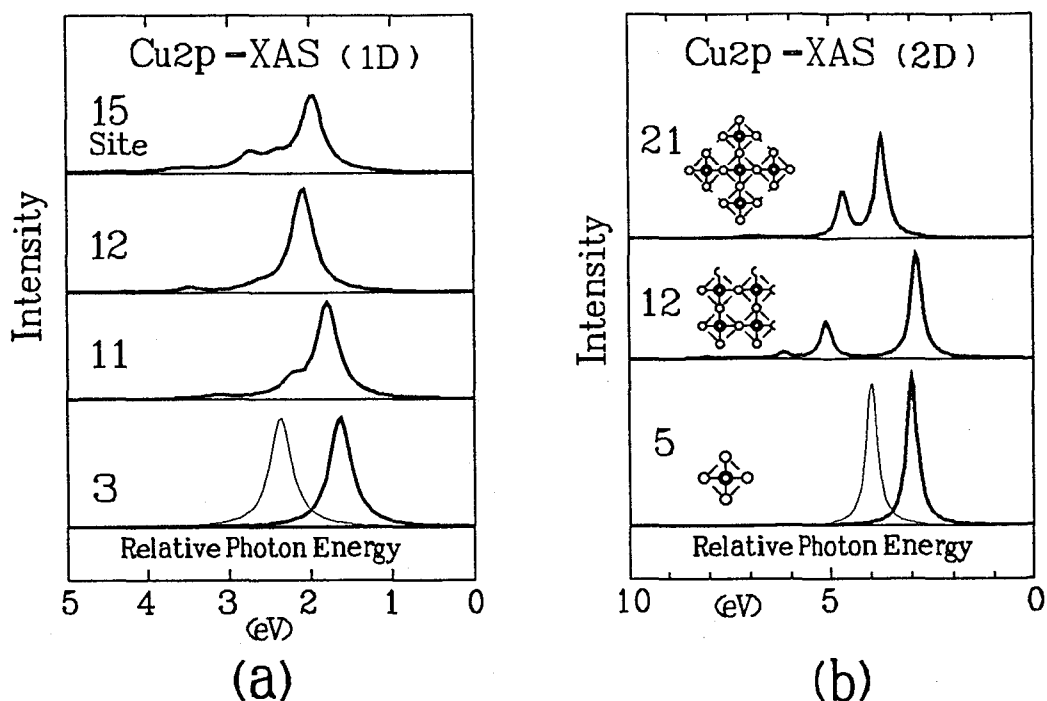 Cu2p-XAS (1D)
15
Site
12
11
3
Intensity
Relative Photon Energy
5 4 3 2 1 0
(eV)
(a)
Cu2p-XAS (2D)
21
12
5
Intensity
Relative Photon Energy
10 5 0
(eV)
(b)